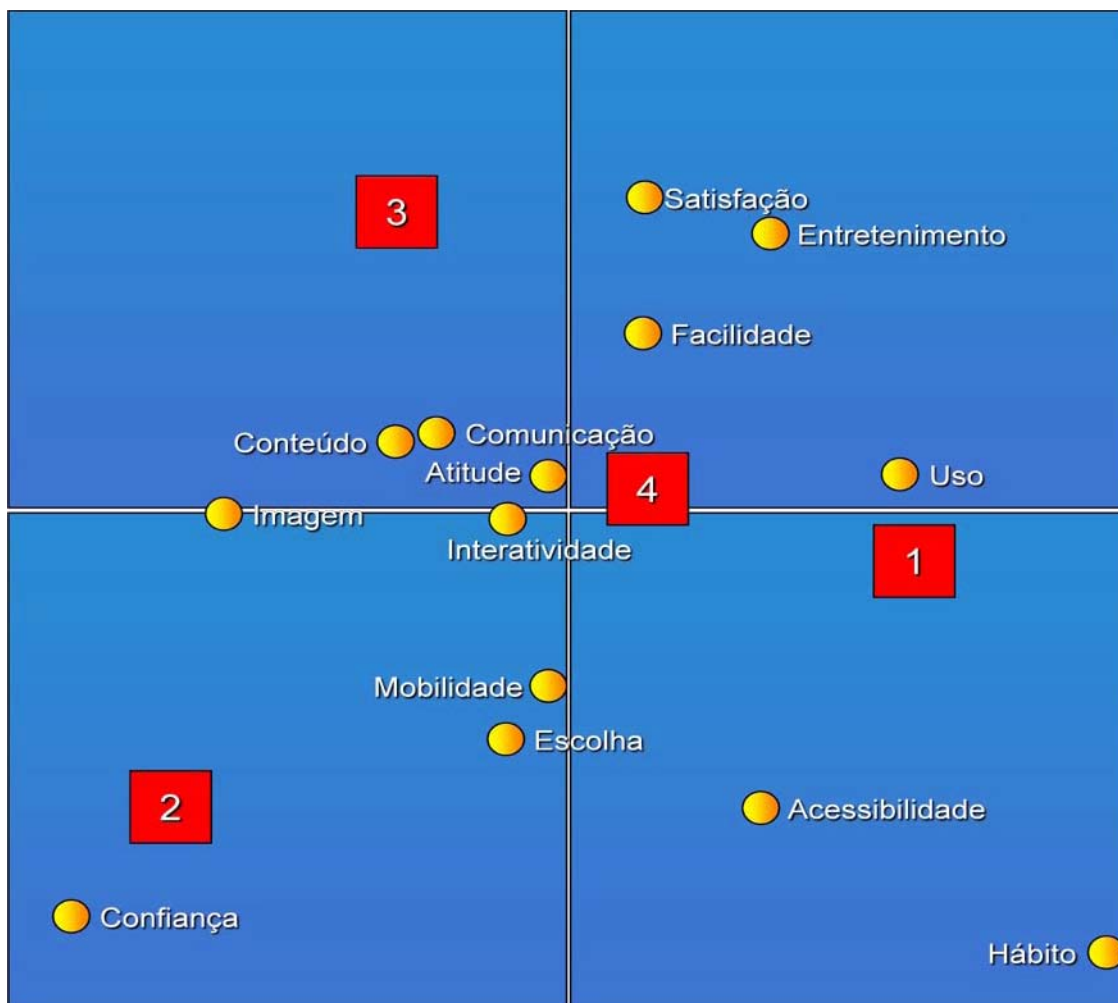 Satisfação
3
Entretenimento
Facilidade
Comunicação
Conteúdo
Atitude
Uso
4
Imagem
Interatividade
1
Mobilidade
Escolha
2
Acessibilidade
Confiança
Hábito